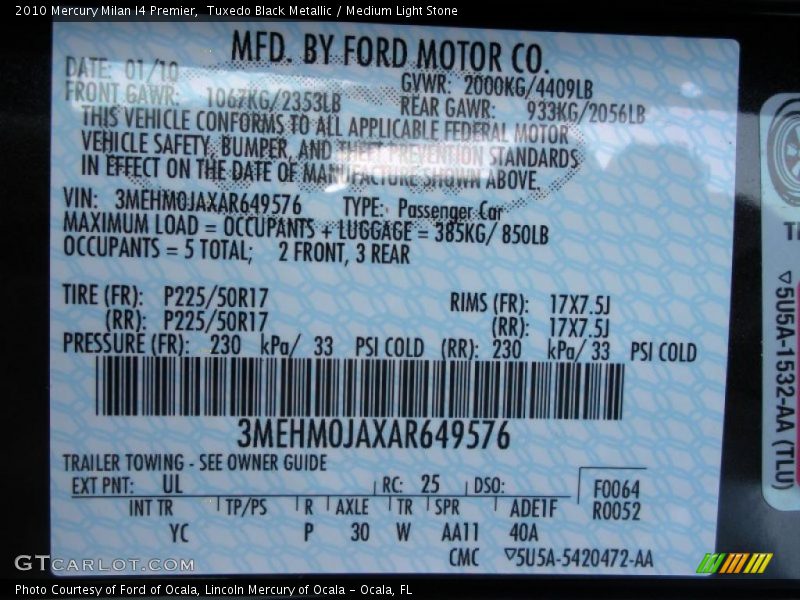 2010 Mercury Milan I4 Premier,  Tuxedo Black Metallic / Medium Light Stone
MFD. BY FORD MOTOR CO.
DATE: 01/10 GVWR: 2000KG/4409LB
FRONT GAWR: 1067KG/2353LB REAR GAWR: 933KG/2056LB
THIS VEHICLE CONFORMS TO ALL APPLICABLE FEDERAL MOTOR
VEHICLE SAFETY, BUMPER, AND THEFT PREVENTION STANDARDS
IN EFFECT ON THE DATE OF MANUFACTURE SHOWN ABOVE.
VIN: 3MEHM0JAXAR649576 TYPE: Passenger Car
MAXIMUM LOAD = OCCUPANTS + LUGGAGE = 385KG/ 850LB
OCCUPANTS = 5 TOTAL; 2 FRONT, 3 REAR
TIRE (FR): P225/50R17 RIMS (FR): 17X7.5J
(RR): P225/50R17 (RR): 17X7.5J
PRESSURE (FR): 230 kPa/ 33 PSI COLD (RR): 230 kPa/ 33 PSI COLD
3MEHM0JAXAR649576
TRAILER TOWING - SEE OWNER GUIDE
EXT PNT: UL RC: 25 DSO: F0064
INT TR TP/PS R AXLE TR SPR ADE1F R0052
YC P 30 W AA11 40A
CMC ▽5U5A-5420472-AA
▽5U5A-1532-AA (TLU)
GTCARLOT.COM
Photo Courtesy of Ford of Ocala, Lincoln Mercury of Ocala – Ocala, FL